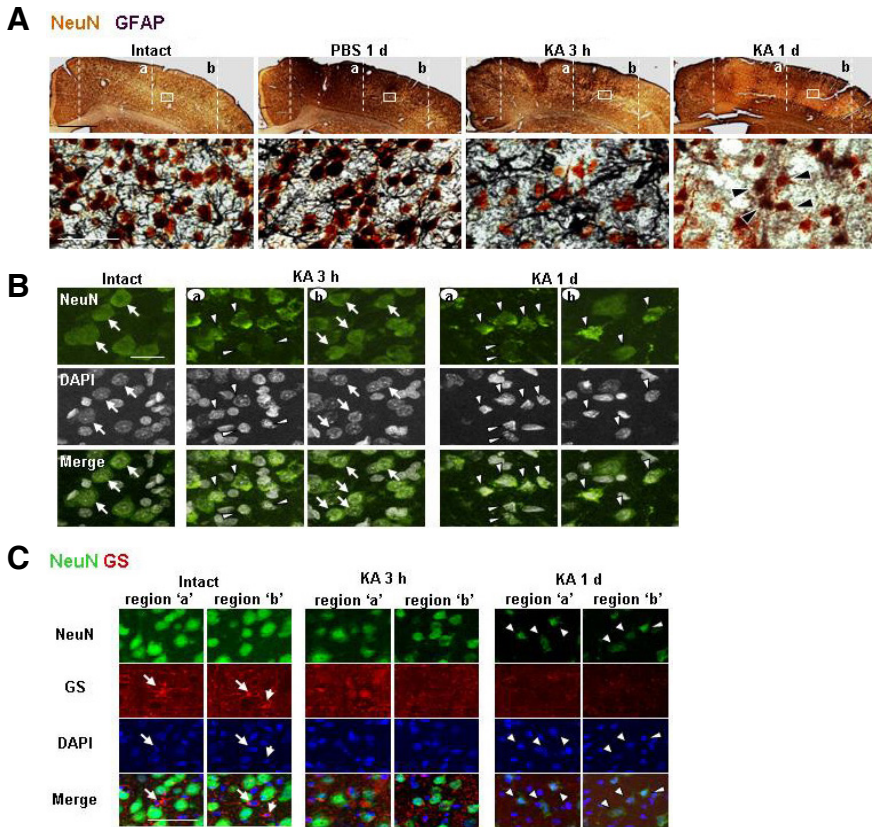 A
NeuN GFAP
Intact PBS 1 d KA 3 h KA 1 d
a b a b a b a b
B
Intact KA 3 h KA 1 d
NeuN a b a b
DAPI
Merge
C
NeuN GS
Intact KA 3 h KA 1 d
region ‘a’ region ‘b’ region ‘a’ region ‘b’ region ‘a’ region ‘b’
NeuN
GS
DAPI
Merge